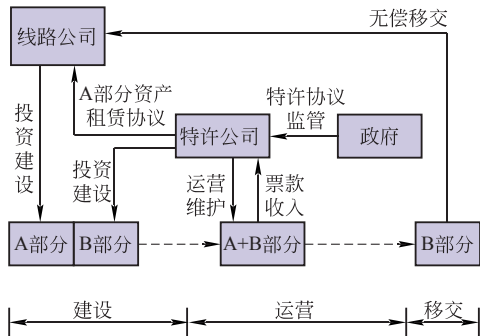 无偿移交
线路公司
A部分资产
租赁协议
特许协议
监管
特许公司
政府
投资
建设
投资
建设
运营
维护
票款
收入
A部分
B部分
A+B部分
B部分
建设
运营
移交